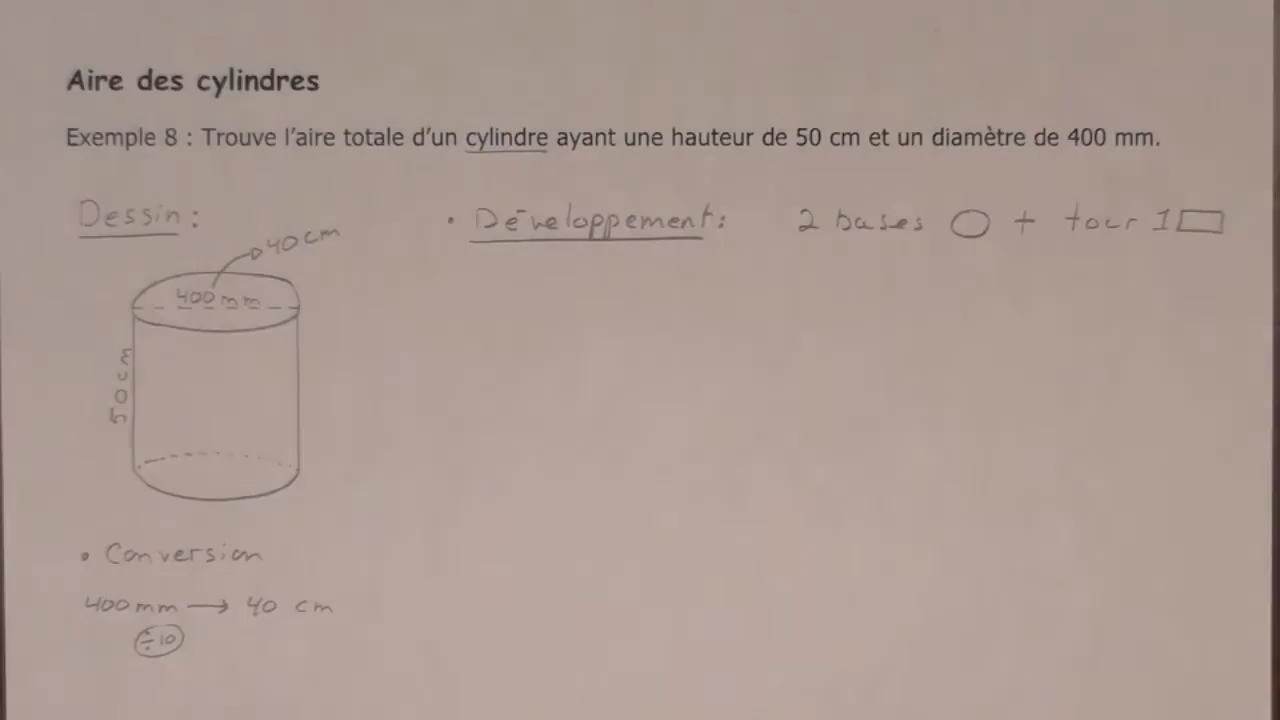 Aire des cylindres
Exemple 8 : Trouve l'aire totale d'un cylindre ayant une hauteur de 50 cm et un diamètre de 400 mm.
Dessin :
• Développement : 2 bases + tour 1
40 cm
400 mm
50 cm
• Conversion
400 mm → 40 cm
÷ 10